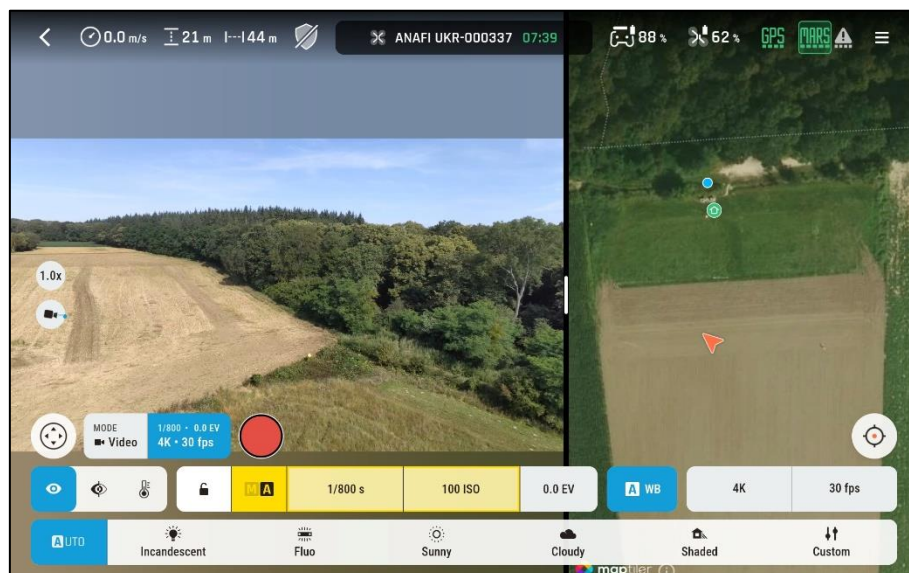 0.0 m/s 21 m 44 m ANAFI UKR-000337 07:39 88 % 62 % GPS MARS
1.0x
MODE
Video
1/800 • 0.0 EV
4K • 30 fps
M A 1/800 s 100 ISO 0.0 EV A WB 4K 30 fps
AUTO Incandescent Fluo Sunny Cloudy Shaded Custom
maptiler